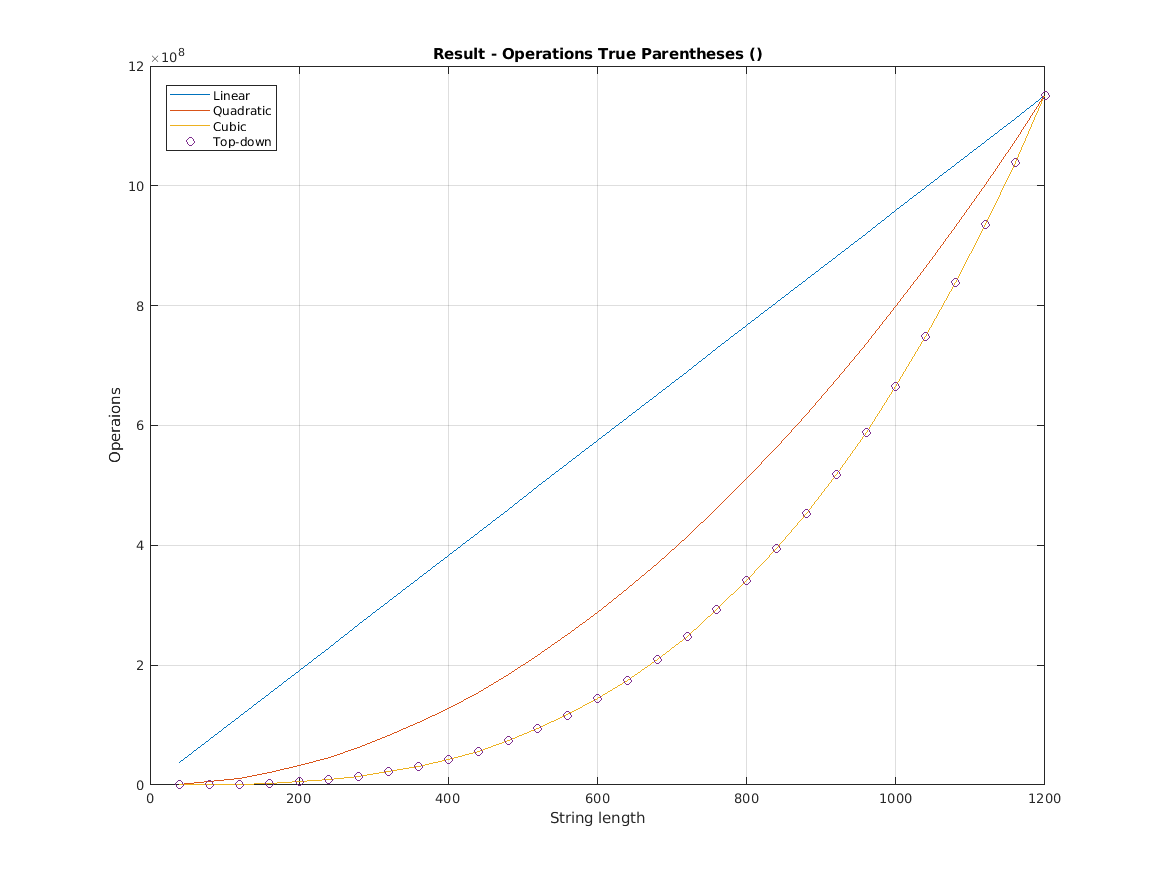 Result - Operations True Parentheses ()
×10^8
12
10
8
6
4
2
0
Operaions
Linear
Quadratic
Cubic
Top-down
0 200 400 600 800 1000 1200
String length